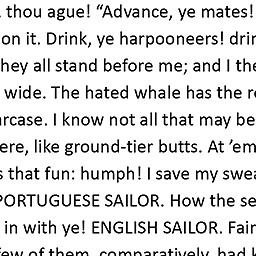 thou ague! “Advance, ye mates!
on it. Drink, ye harpooneers! drin
hey all stand before me; and I the
wide. The hated whale has the r
arcase. I know not all that may be
ere, like ground-tier butts. At ’em
s that fun: humph! I save my swea
PORTUGUESE SAILOR. How the se
in with ye! ENGLISH SAILOR. Fair
few of them, comparatively, had k